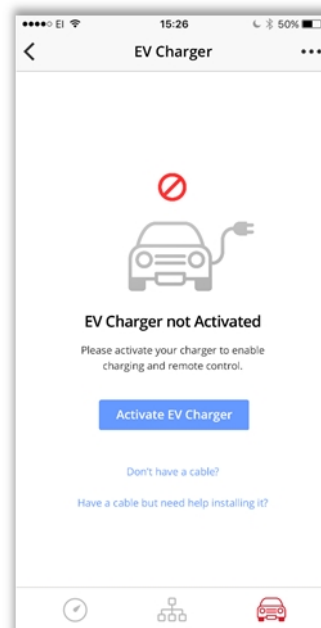 EI 15:26 50%
EV Charger
EV Charger not Activated
Please activate your charger to enable
charging and remote control.
Activate EV Charger
Don't have a cable?
Have a cable but need help installing it?